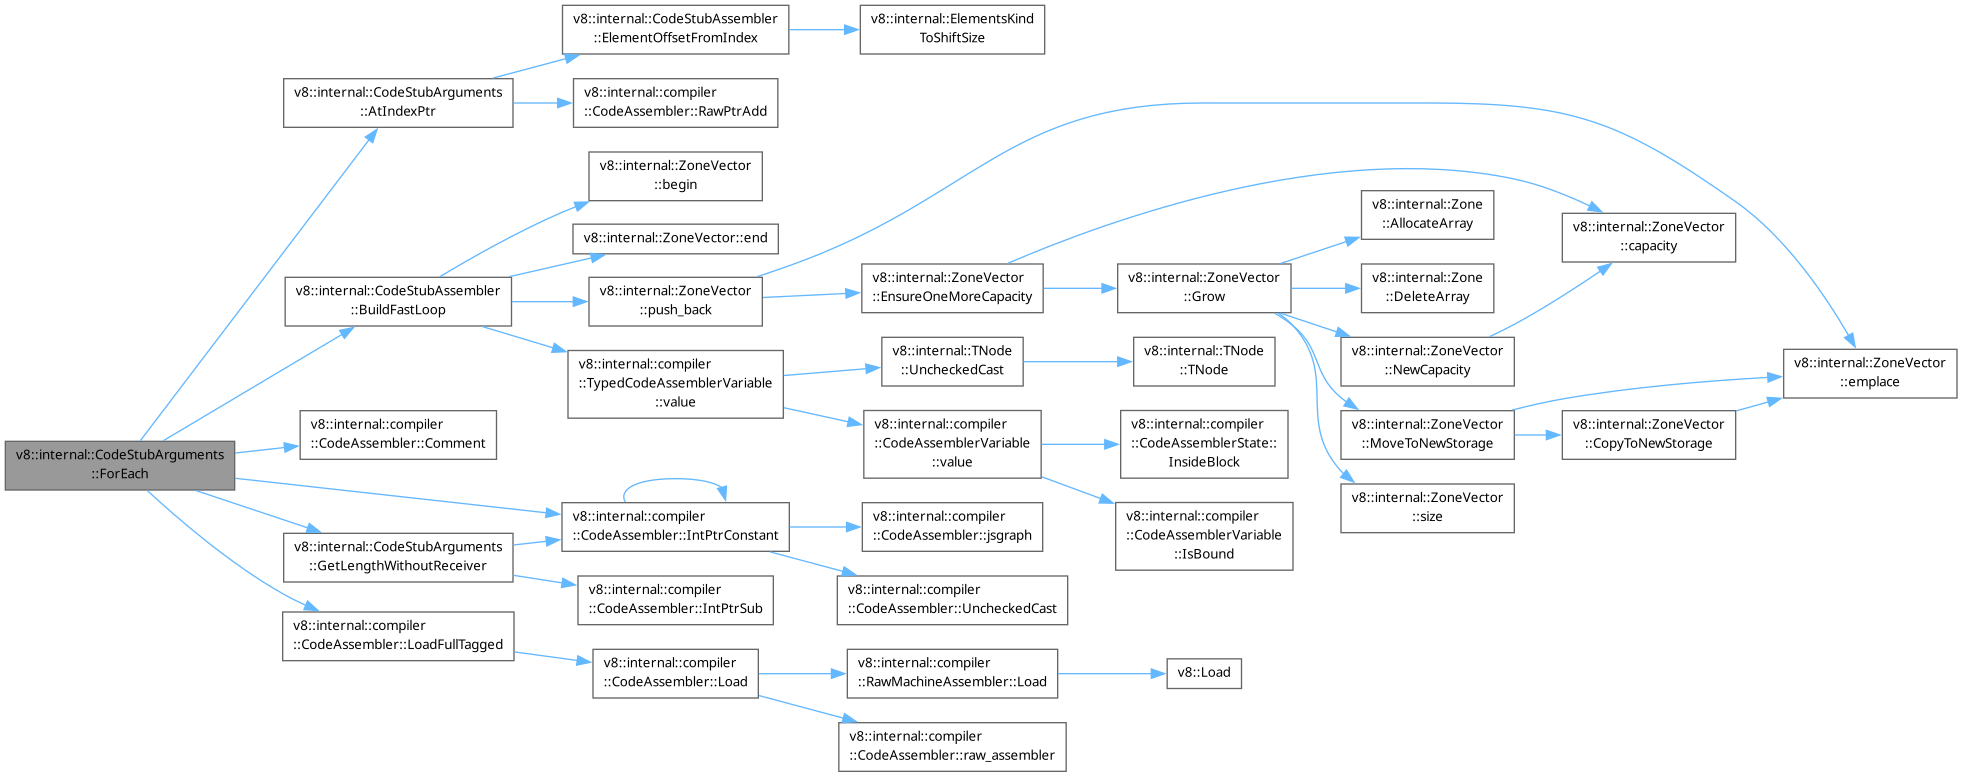 v8::internal::CodeStubArguments
::ForEach
v8::internal::CodeStubArguments
::AtIndexPtr
v8::internal::CodeStubAssembler
::ElementOffsetFromIndex
v8::internal::ElementsKind
ToShiftSize
v8::internal::compiler
::CodeAssembler::RawPtrAdd
v8::internal::CodeStubAssembler
::BuildFastLoop
v8::internal::ZoneVector
::begin
v8::internal::ZoneVector::end
v8::internal::ZoneVector
::push_back
v8::internal::ZoneVector
::EnsureOneMoreCapacity
v8::internal::ZoneVector
::Grow
v8::internal::Zone
::AllocateArray
v8::internal::Zone
::DeleteArray
v8::internal::ZoneVector
::NewCapacity
v8::internal::ZoneVector
::capacity
v8::internal::ZoneVector
::MoveToNewStorage
v8::internal::ZoneVector
::CopyToNewStorage
v8::internal::ZoneVector
::emplace
v8::internal::ZoneVector
::size
v8::internal::compiler
::TypedCodeAssemblerVariable
::value
v8::internal::TNode
::UncheckedCast
v8::internal::TNode
::TNode
v8::internal::compiler
::CodeAssemblerVariable
::value
v8::internal::compiler
::CodeAssemblerState::
InsideBlock
v8::internal::compiler
::CodeAssemblerVariable
::IsBound
v8::internal::compiler
::CodeAssembler::Comment
v8::internal::compiler
::CodeAssembler::IntPtrConstant
v8::internal::compiler
::CodeAssembler::jsgraph
v8::internal::compiler
::CodeAssembler::UncheckedCast
v8::internal::CodeStubArguments
::GetLengthWithoutReceiver
v8::internal::compiler
::CodeAssembler::IntPtrSub
v8::internal::compiler
::CodeAssembler::LoadFullTagged
v8::internal::compiler
::CodeAssembler::Load
v8::internal::compiler
::RawMachineAssembler::Load
v8::Load
v8::internal::compiler
::CodeAssembler::raw_assembler